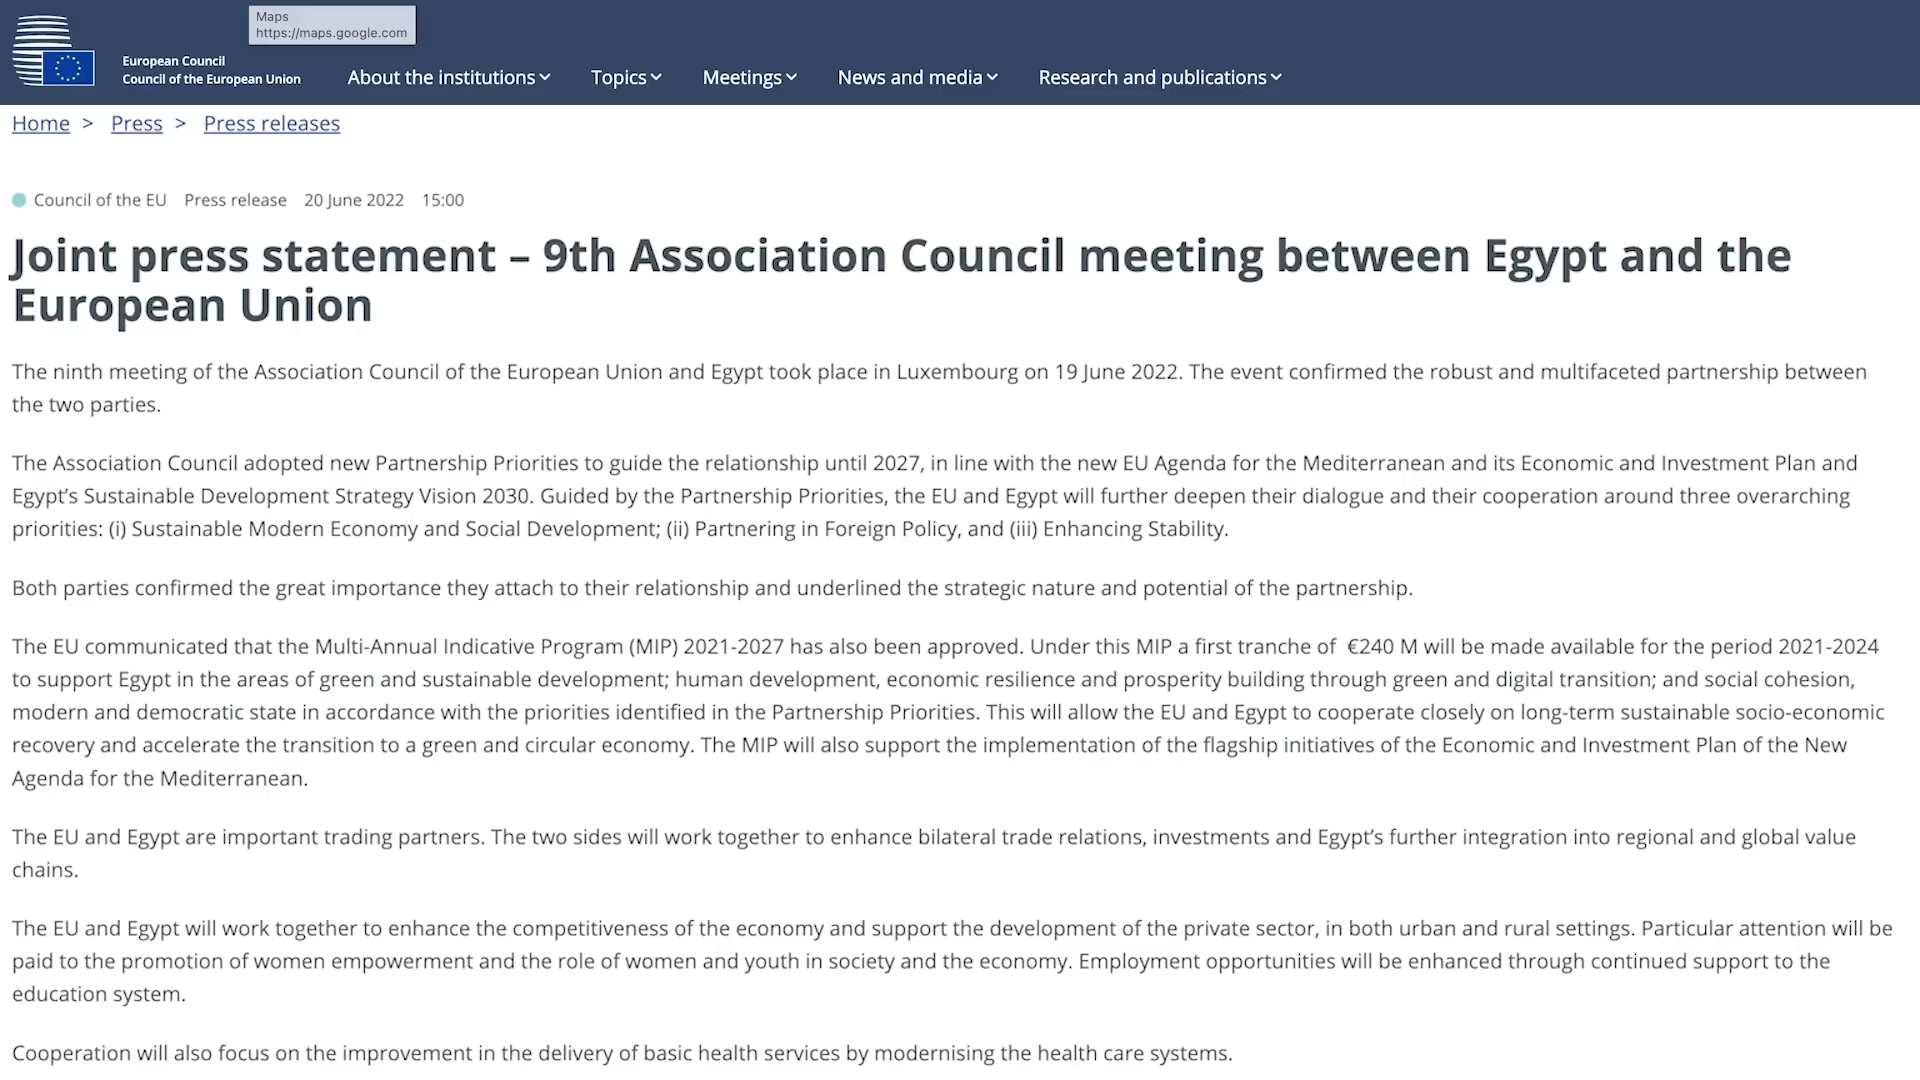 Maps
https://maps.google.com
European Council
Council of the European Union
About the institutions
Topics
Meetings
News and media
Research and publications
Home > Press > Press releases
Council of the EU Press release 20 June 2022 15:00
Joint press statement – 9th Association Council meeting between Egypt and the
European Union
The ninth meeting of the Association Council of the European Union and Egypt took place in Luxembourg on 19 June 2022. The event confirmed the robust and multifaceted partnership between
the two parties.
The Association Council adopted new Partnership Priorities to guide the relationship until 2027, in line with the new EU Agenda for the Mediterranean and its Economic and Investment Plan and
Egypt’s Sustainable Development Strategy Vision 2030. Guided by the Partnership Priorities, the EU and Egypt will further deepen their dialogue and their cooperation around three overarching
priorities: (i) Sustainable Modern Economy and Social Development; (ii) Partnering in Foreign Policy, and (iii) Enhancing Stability.
Both parties confirmed the great importance they attach to their relationship and underlined the strategic nature and potential of the partnership.
The EU communicated that the Multi-Annual Indicative Program (MIP) 2021-2027 has also been approved. Under this MIP a first tranche of €240 M will be made available for the period 2021-2024
to support Egypt in the areas of green and sustainable development; human development, economic resilience and prosperity building through green and digital transition; and social cohesion,
modern and democratic state in accordance with the priorities identified in the Partnership Priorities. This will allow the EU and Egypt to cooperate closely on long-term sustainable socio-economic
recovery and accelerate the transition to a green and circular economy. The MIP will also support the implementation of the flagship initiatives of the Economic and Investment Plan of the New
Agenda for the Mediterranean.
The EU and Egypt are important trading partners. The two sides will work together to enhance bilateral trade relations, investments and Egypt’s further integration into regional and global value
chains.
The EU and Egypt will work together to enhance the competitiveness of the economy and support the development of the private sector, in both urban and rural settings. Particular attention will be
paid to the promotion of women empowerment and the role of women and youth in society and the economy. Employment opportunities will be enhanced through continued support to the
education system.
Cooperation will also focus on the improvement in the delivery of basic health services by modernising the health care systems.